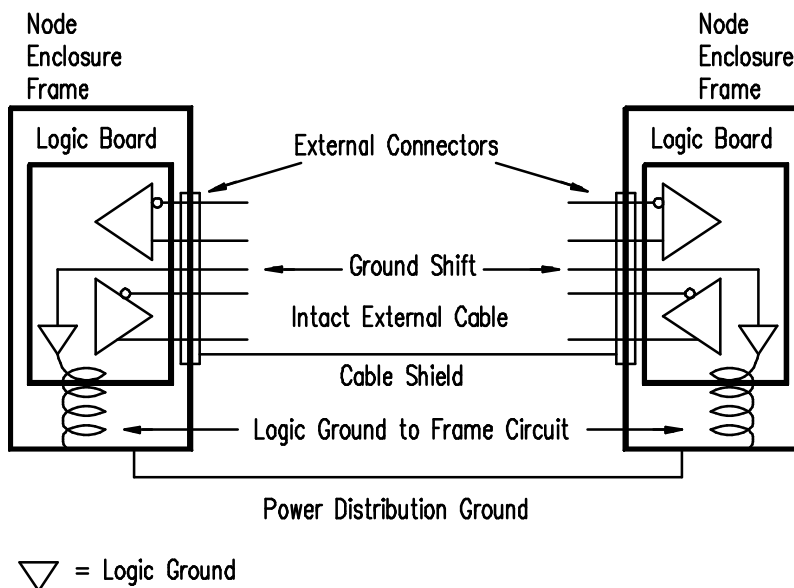 Node
Enclosure
Frame
Node
Enclosure
Frame
Logic Board
External Connectors
Logic Board
Ground Shift
Intact External Cable
Cable Shield
Logic Ground to Frame Circuit
Power Distribution Ground
= Logic Ground